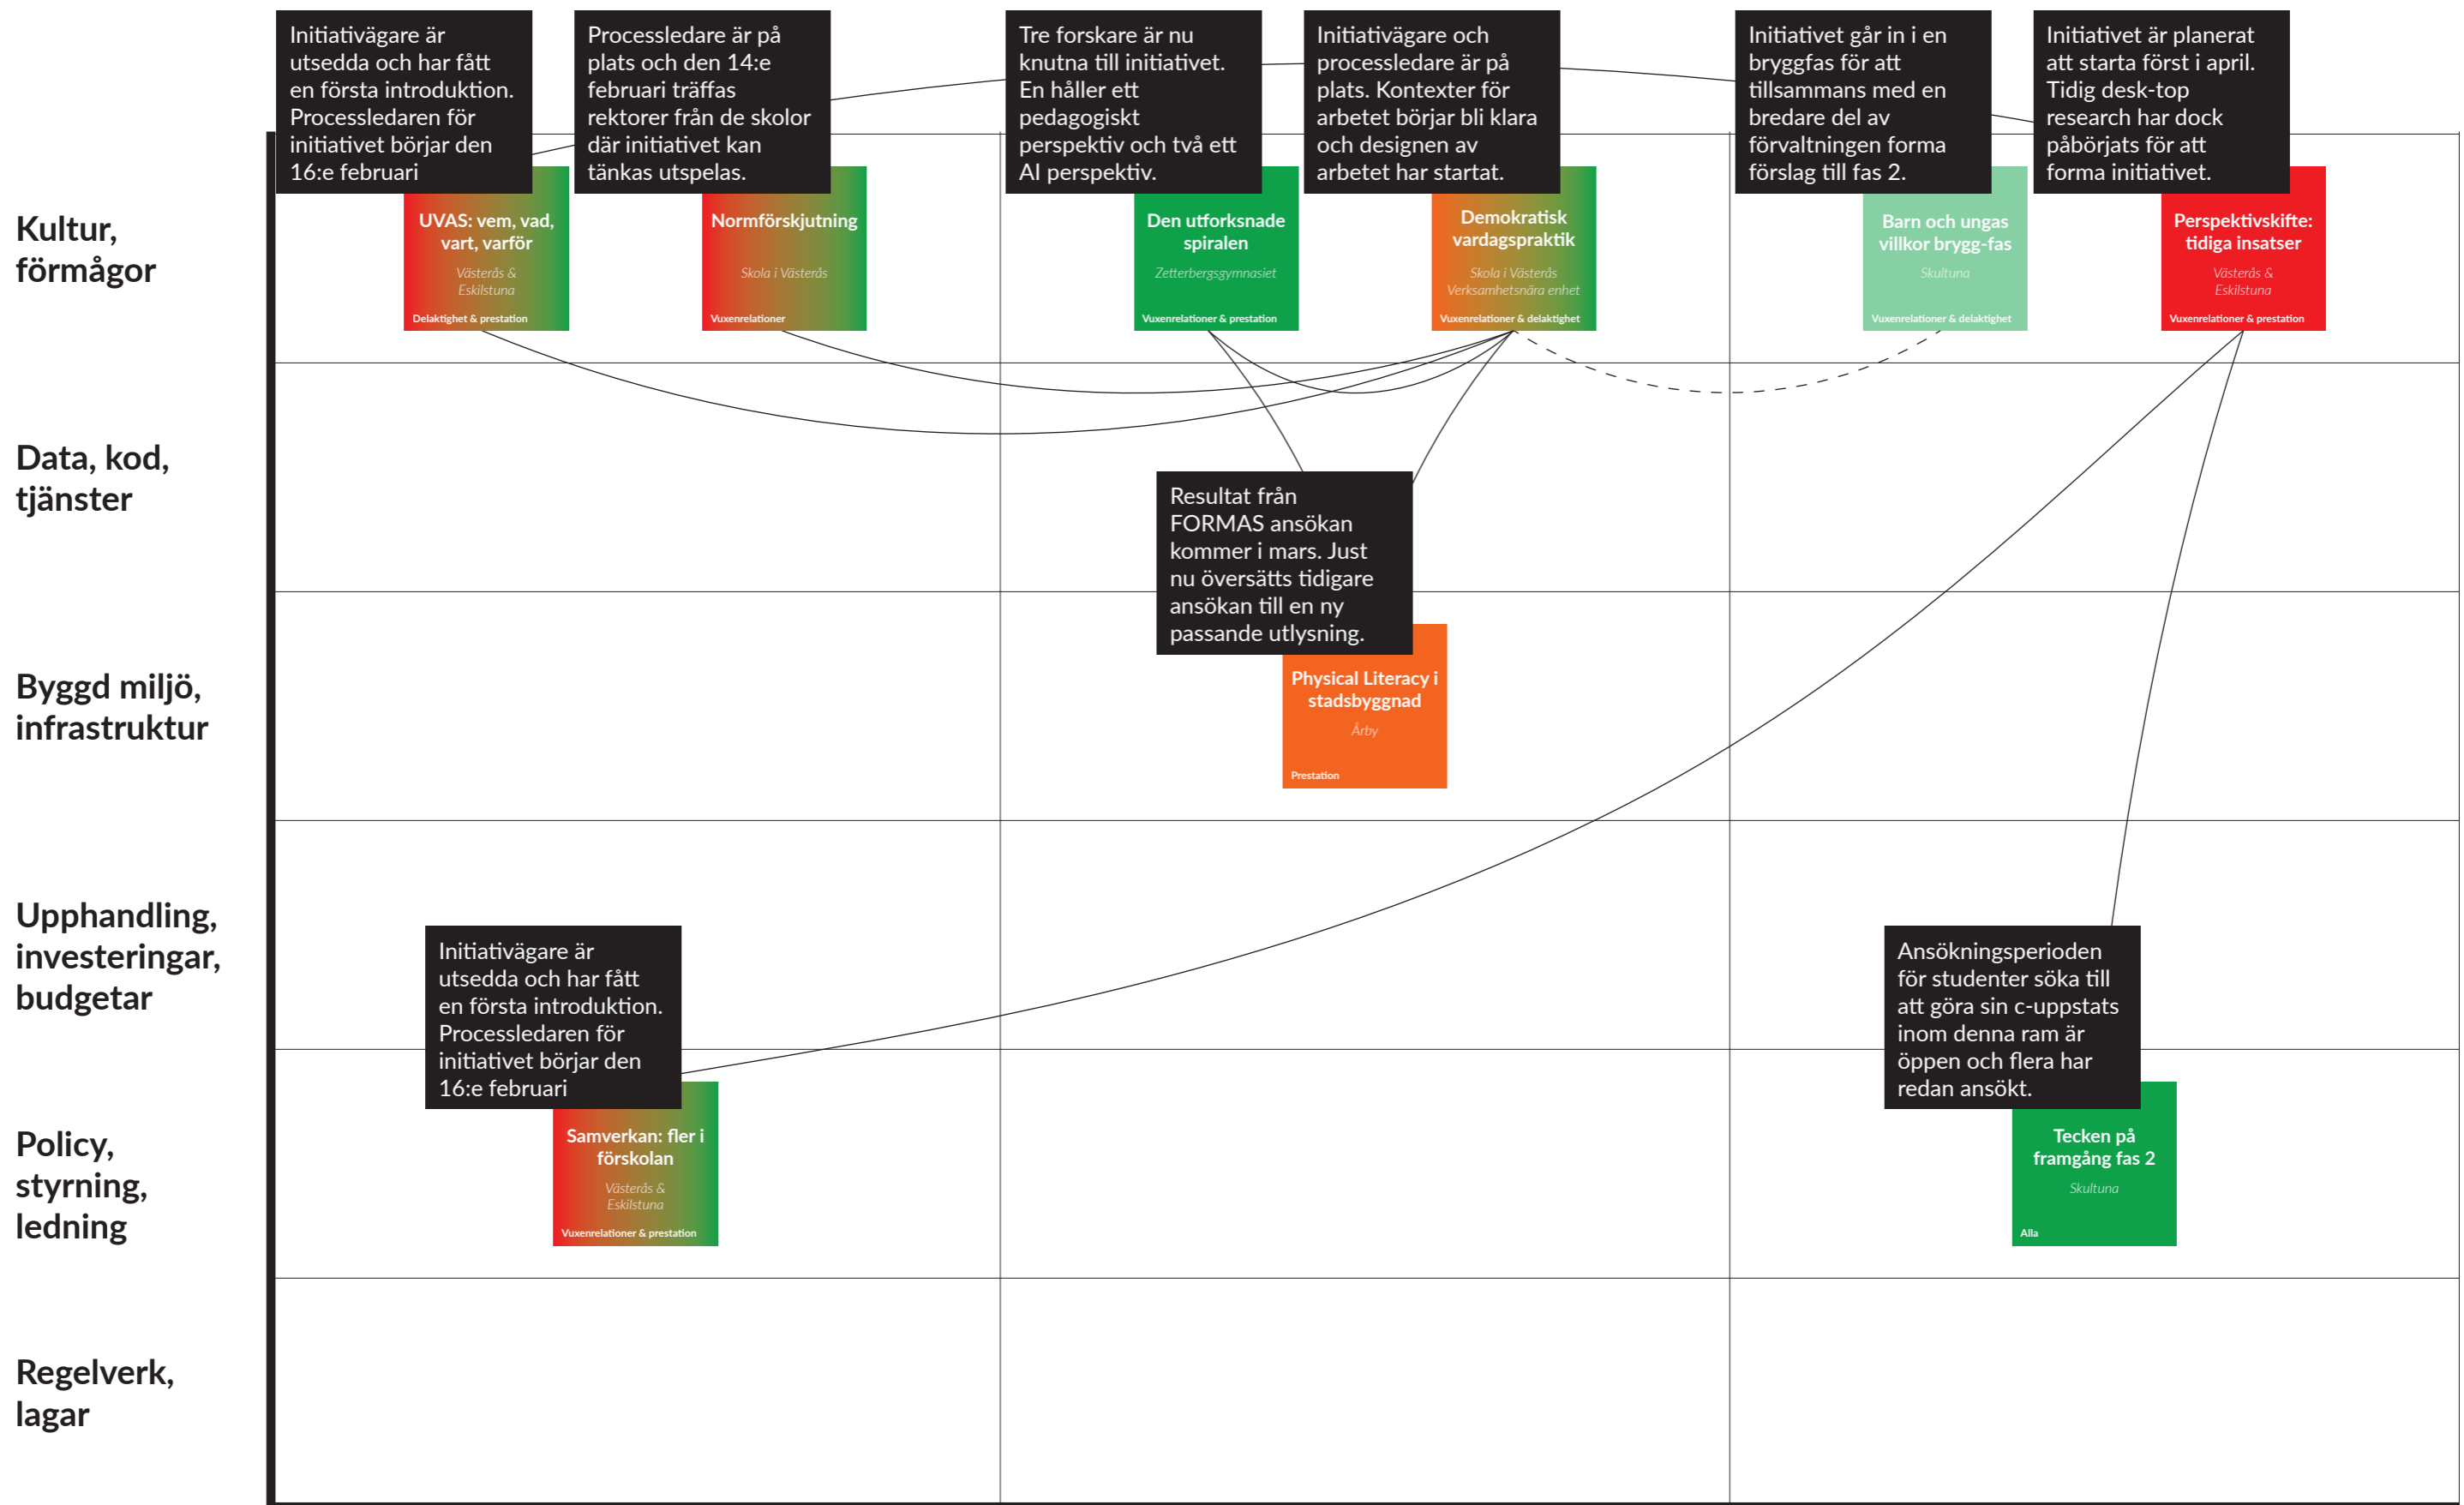 Initiativägare är
utsedda och har fått
en första introduktion.
Processledaren för
initiativet börjar den
16:e februari
Processledare är på
plats och den 14:e
februari träffas
rektorer från de skolor
där initiativet kan
tänkas utspelas.
Tre forskare är nu
knutna till initiativet.
En håller ett
pedagogiskt
perspektiv och två ett
AI perspektiv.
Initiativägare och
processledare är på
plats. Kontexter för
arbetet börjar bli klara
och designen av
arbetet har startat.
Initiativet går in i en
bryggfas för att
tillsammans med en
bredare del av
förvaltningen forma
förslag till fas 2.
Initiativet är planerat
att starta först i april.
Tidig desk-top
research har dock
påbörjats för att
forma initiativet.
Kultur,
förmågor
UVAS: vem, vad,
vart, varför
Västerås &
Eskilstuna
Delaktighet & prestation
Normförskjutning
Skola i Västerås
Vuxenrelationer
Den utforksnade
spiralen
Zetterbergsgymnasiet
Vuxenrelationer & prestation
Demokratisk
vardagspraktik
Skola i Västerås
Verksamhetsnära enhet
Vuxenrelationer & delaktighet
Barn och ungas
villkor brygg-fas
Skultuna
Vuxenrelationer & delaktighet
Perspektivskifte:
tidiga insatser
Västerås &
Eskilstuna
Vuxenrelationer & prestation
Data, kod,
tjänster
Resultat från
FORMAS ansökan
kommer i mars. Just
nu översätts tidigare
ansökan till en ny
passande utlysning.
Byggd miljö,
infrastruktur
Physical Literacy i
stadsbyggnad
Årby
Prestation
Upphandling,
investeringar,
budgetar
Initiativägare är
utsedda och har fått
en första introduktion.
Processledaren för
initiativet börjar den
16:e februari
Ansökningsperioden
för studenter söka till
att göra sin c-uppstats
inom denna ram är
öppen och flera har
redan ansökt.
Policy,
styrning,
ledning
Samverkan: fler i
förskolan
Västerås &
Eskilstuna
Vuxenrelationer & prestation
Tecken på
framgång fas 2
Skultuna
Alla
Regelverk,
lagar